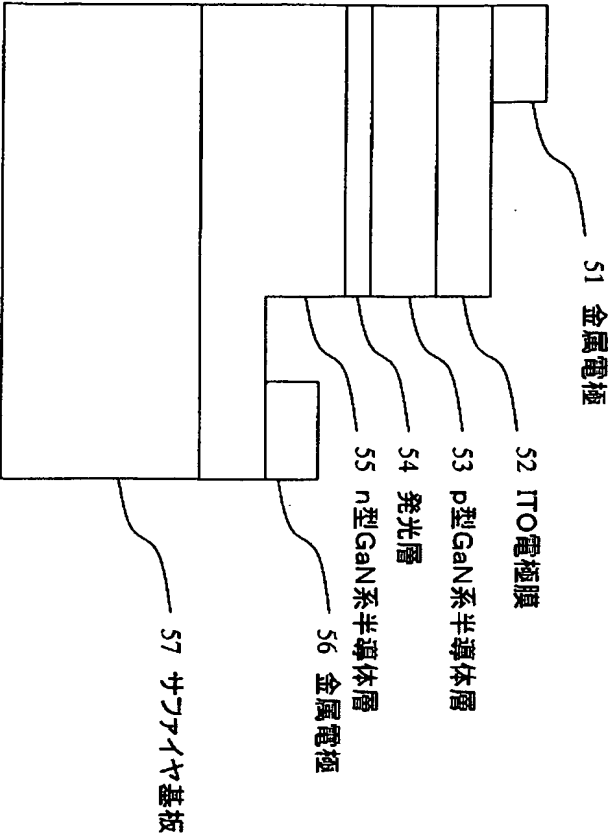 51 金属電極
52 ITO電極膜
53 p型GaN系半導体層
54 発光層
55 n型GaN系半導体層
56 金属電極
57 サファイヤ基板